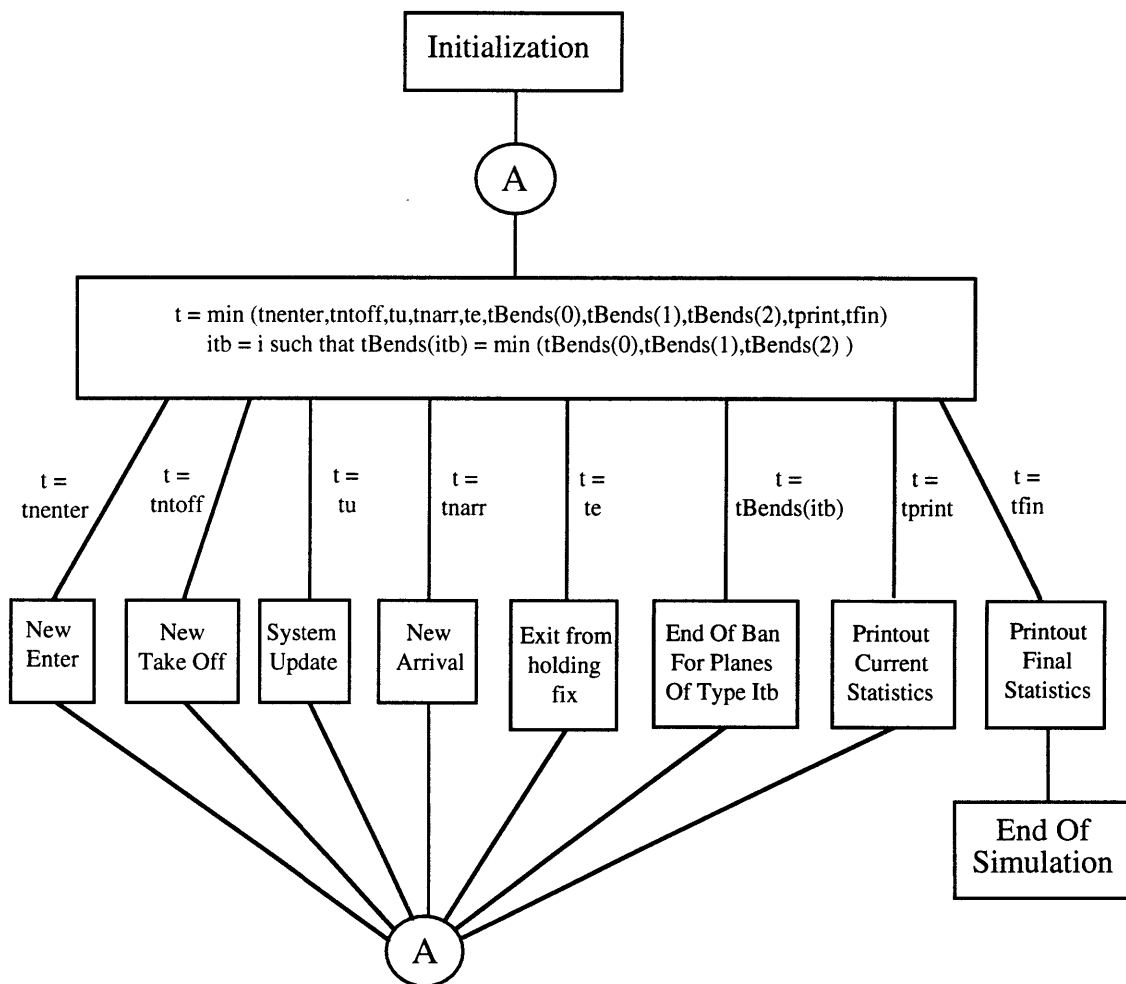 Initialization
A
t = min (tnenter,tntoff,tu,tnarr,te,tBends(0),tBends(1),tBends(2),tprint,tfin)
itb = i such that tBends(itb) = min (tBends(0),tBends(1),tBends(2) )
t =
tnenter
t =
tntoff
t =
tu
t =
tnarr
t =
te
t =
tBends(itb)
t =
tprint
t =
tfin
New
Enter
New
Take Off
System
Update
New
Arrival
Exit from
holding
fix
End Of Ban
For Planes
Of Type Itb
Printout
Current
Statistics
Printout
Final
Statistics
End Of
Simulation
A